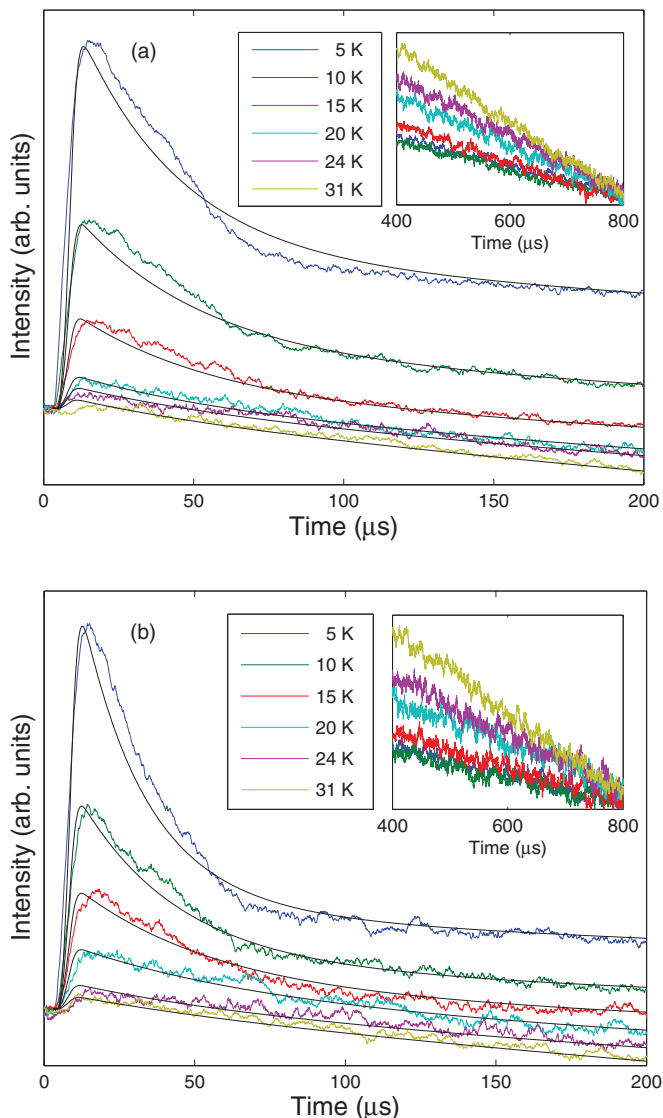 (a)
5 K
10 K
15 K
20 K
24 K
31 K
400 600 800
Time (μs)
Intensity (arb. units)
0 50 100 150 200
Time (μs)
(b)
5 K
10 K
15 K
20 K
24 K
31 K
400 600 800
Time (μs)
Intensity (arb. units)
0 50 100 150 200
Time (μs)